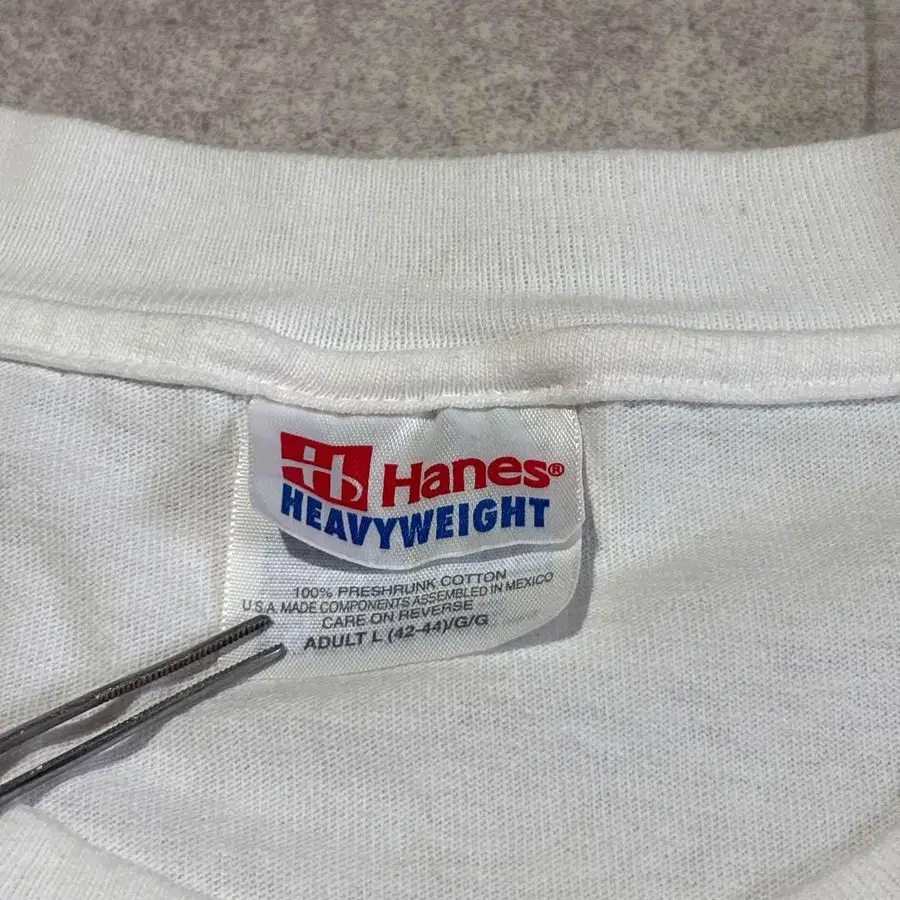 Hanes®
HEAVYWEIGHT
100% PRESHRUNK COTTON
U.S.A. MADE COMPONENTS ASSEMBLED IN MEXICO
CARE ON REVERSE
ADULT L (42-44)/G/G